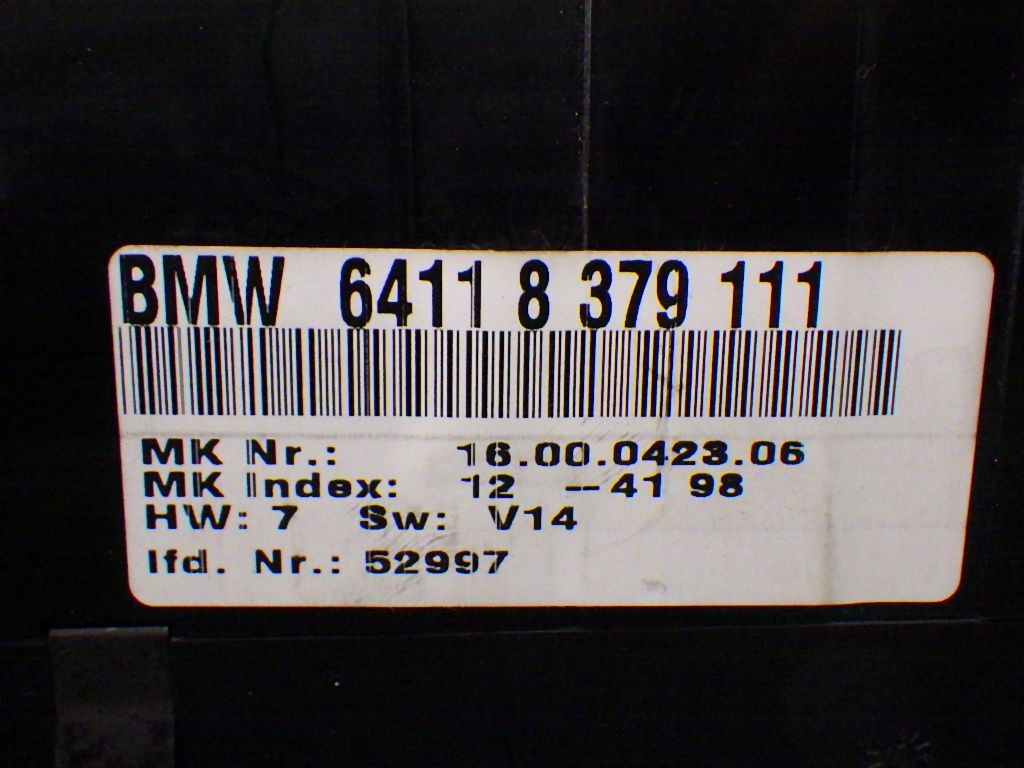 BMW 6411 8 379 111
MK Nr.: 16.00.0423.06
MK Index: 12 --41 98
HW: 7 Sw: V14
lfd. Nr.: 52997